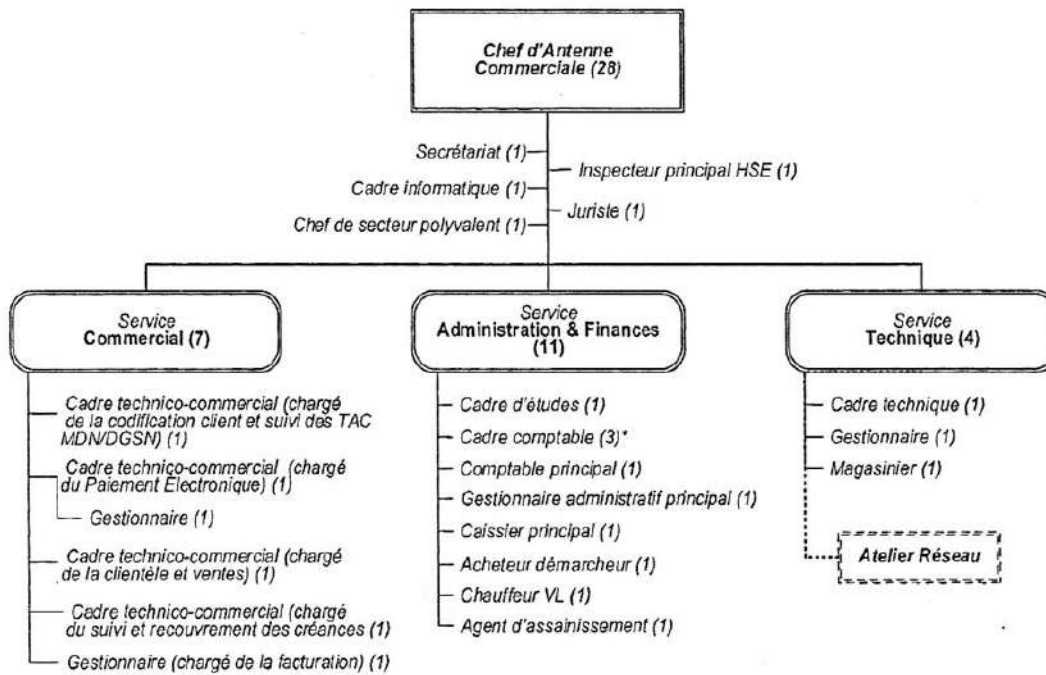 Chef d'Antenne
Commerciale (28)
Secrétariat (1)
Inspecteur principal HSE (1)
Cadre informatique (1)
Juriste (1)
Chef de secteur polyvalent (1)
Service
Commercial (7)
Cadre technico-commercial (chargé
de la codification client et suivi des TAC
MDN/DGSN) (1)
Cadre technico-commercial (chargé
du Paiement Electronique) (1)
Gestionnaire (1)
Cadre technico-commercial (chargé
de la clientèle et ventes) (1)
Cadre technico-commercial (chargé
du suivi et recouvrement des créances (1)
Gestionnaire (chargé de la facturation) (1)
Service
Administration & Finances
(11)
Cadre d'études (1)
Cadre comptable (3)*
Comptable principal (1)
Gestionnaire administratif principal (1)
Caissier principal (1)
Acheteur démarcheur (1)
Chauffeur VL (1)
Agent d'assainissement (1)
Service
Technique (4)
Cadre technique (1)
Gestionnaire (1)
Magasinier (1)
Atelier Réseau